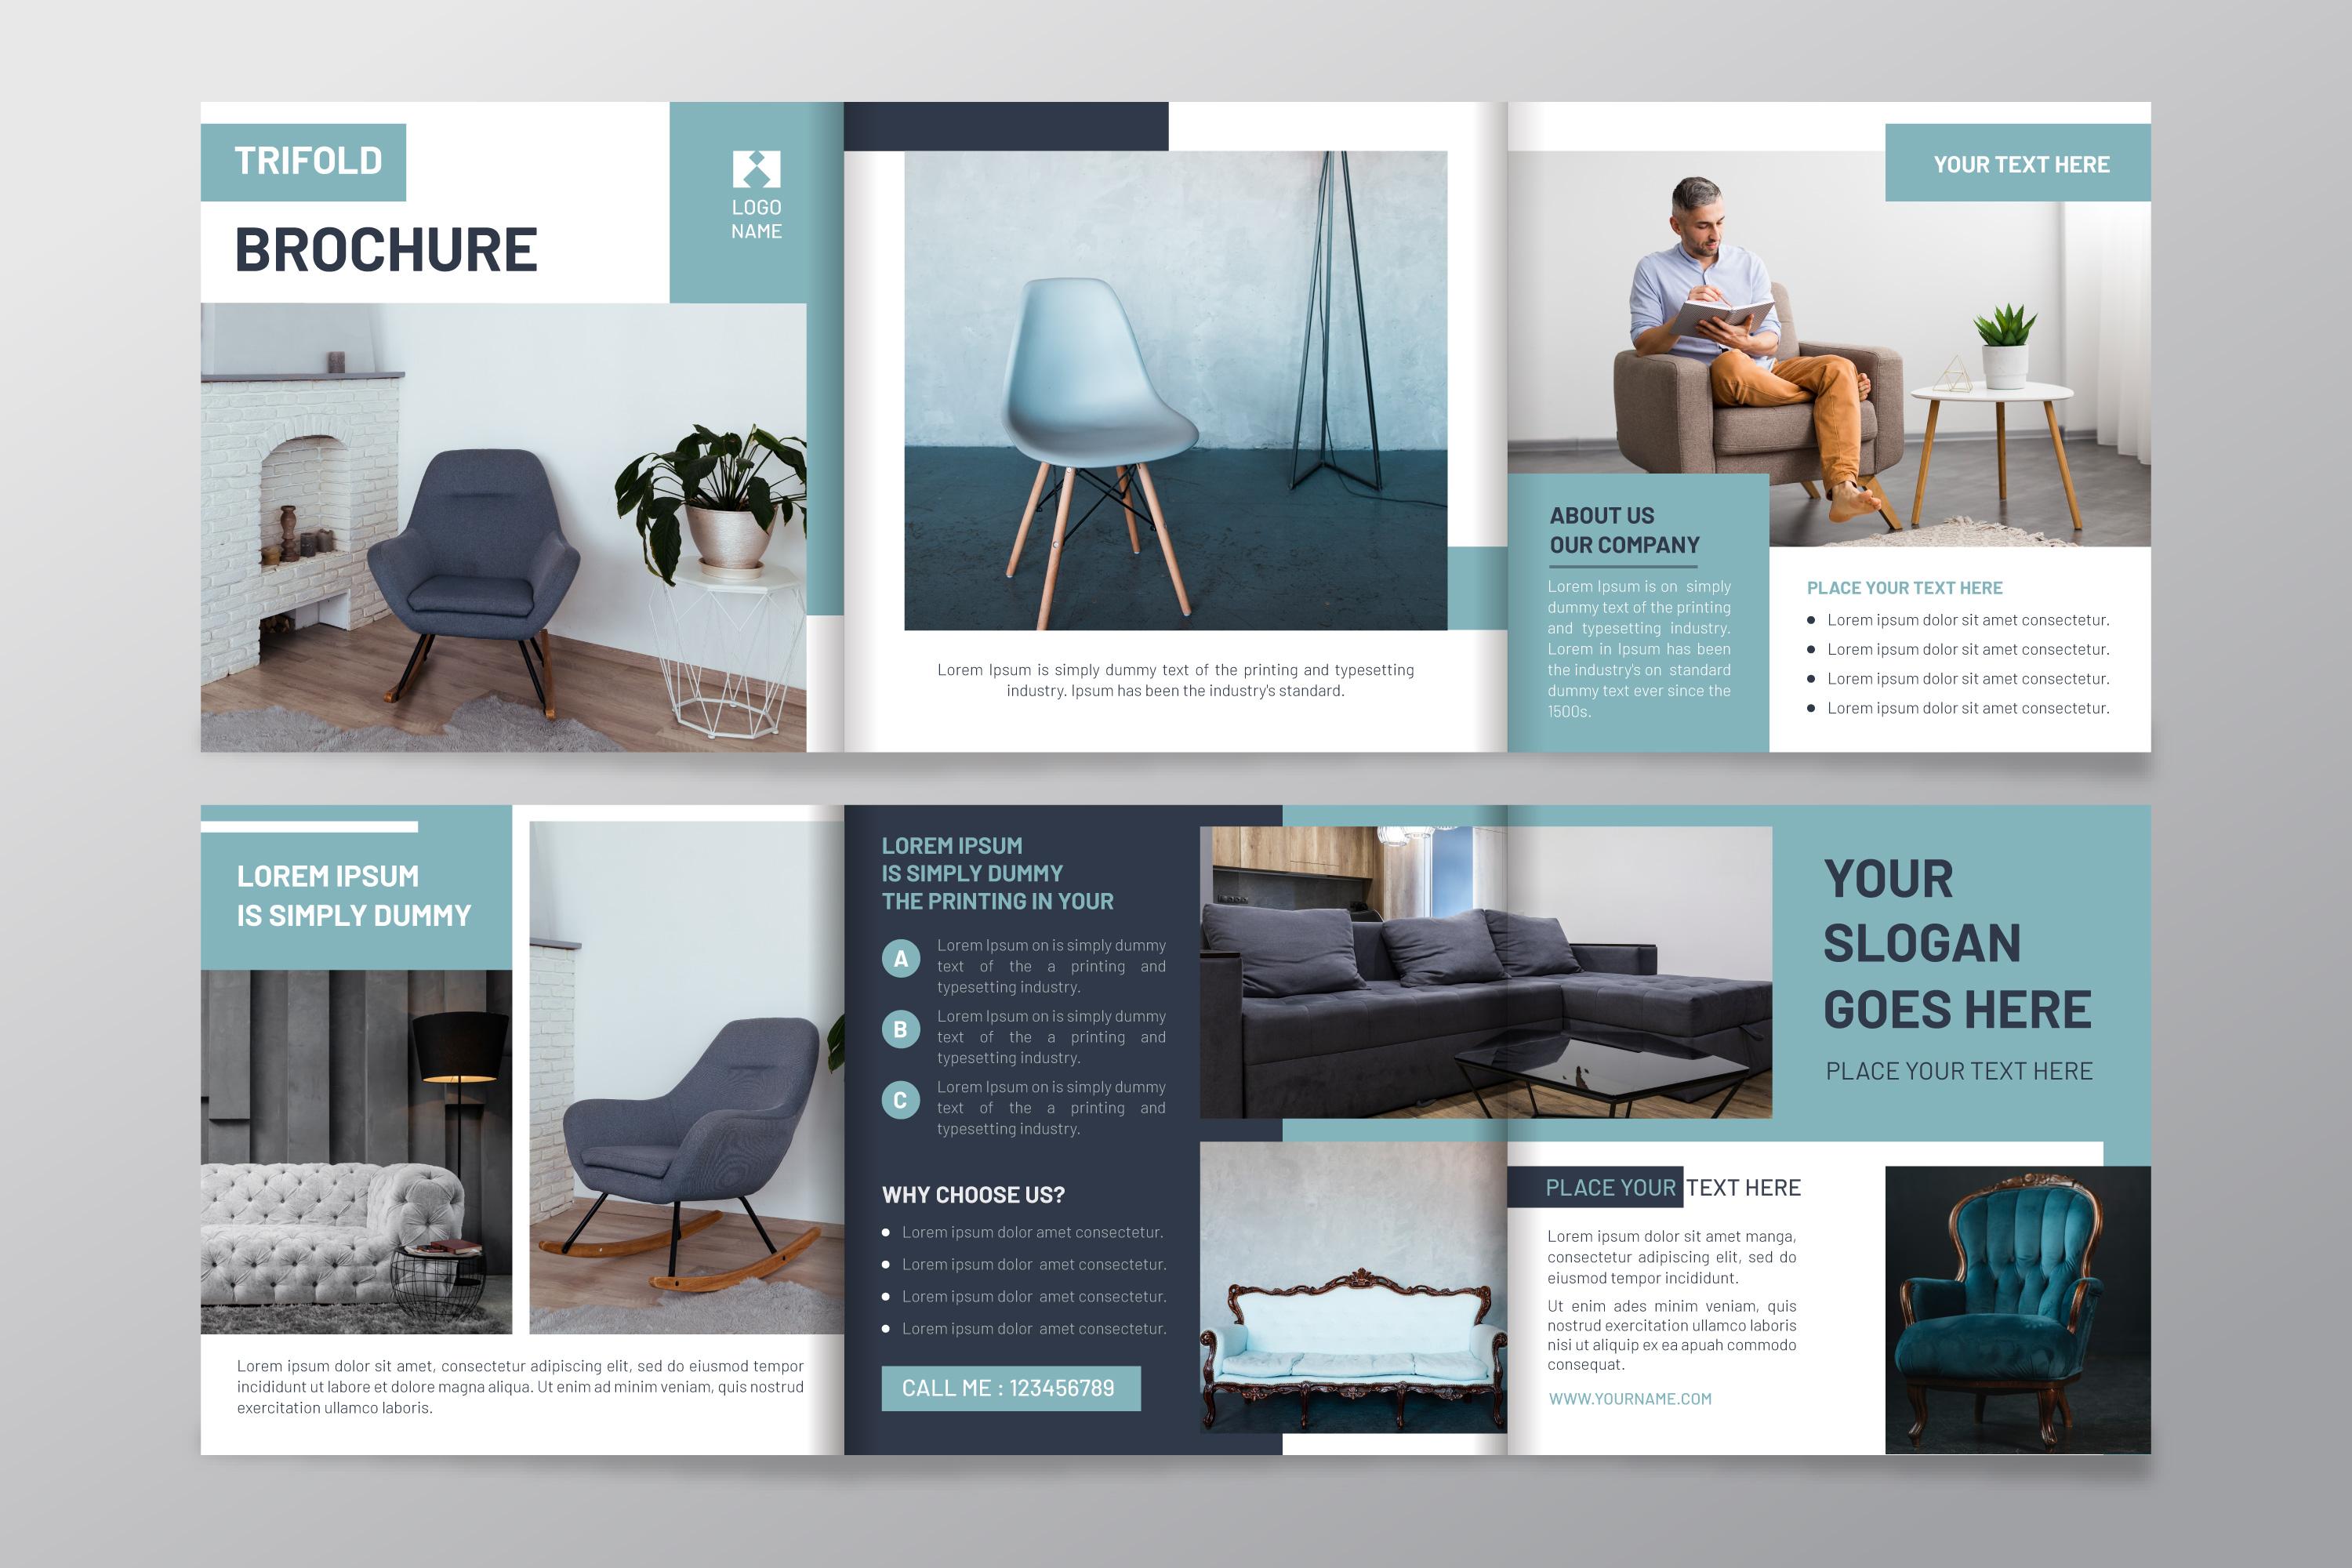 TRIFOLD
BROCHURE
LOGO
NAME
Lorem Ipsum is simply dummy text of the printing and typesetting
industry. Ipsum has been the industry's standard.
YOUR TEXT HERE
ABOUT US
OUR COMPANY
Lorem Ipsum is on simply
dummy text of the printing
and typesetting industry.
Lorem in Ipsum has been
the industry's on standard
dummy text ever since the
1500s.
PLACE YOUR TEXT HERE
• Lorem ipsum dolor sit amet consectetur.
• Lorem ipsum dolor sit amet consectetur.
• Lorem ipsum dolor sit amet consectetur.
• Lorem ipsum dolor sit amet consectetur.
LOREM IPSUM
IS SIMPLY DUMMY
Lorem ipsum dolor sit amet, consectetur adipiscing elit, sed do eiusmod tempor
incididunt ut labore et dolore magna aliqua. Ut enim ad minim veniam, quis nostrud
exercitation ullamco laboris.
LOREM IPSUM
IS SIMPLY DUMMY
THE PRINTING IN YOUR
A
Lorem Ipsum on is simply dummy
text of the a printing and
typesetting industry.
B
Lorem Ipsum on is simply dummy
text of the a printing and
typesetting industry.
C
Lorem Ipsum on is simply dummy
text of the a printing and
typesetting industry.
WHY CHOOSE US?
• Lorem ipsum dolor amet consectetur.
• Lorem ipsum dolor amet consectetur.
• Lorem ipsum dolor amet consectetur.
• Lorem ipsum dolor amet consectetur.
CALL ME : 123456789
YOUR
SLOGAN
GOES HERE
PLACE YOUR TEXT HERE
PLACE YOUR TEXT HERE
Lorem ipsum dolor sit amet manga,
consectetur adipiscing elit, sed do
eiusmod tempor incididunt.
Ut enim ades minim veniam, quis
nostrud exercitation ullamco laboris
nisi ut aliquip ex ea apuah commodo
consequat.
WWW.YOURNAME.COM